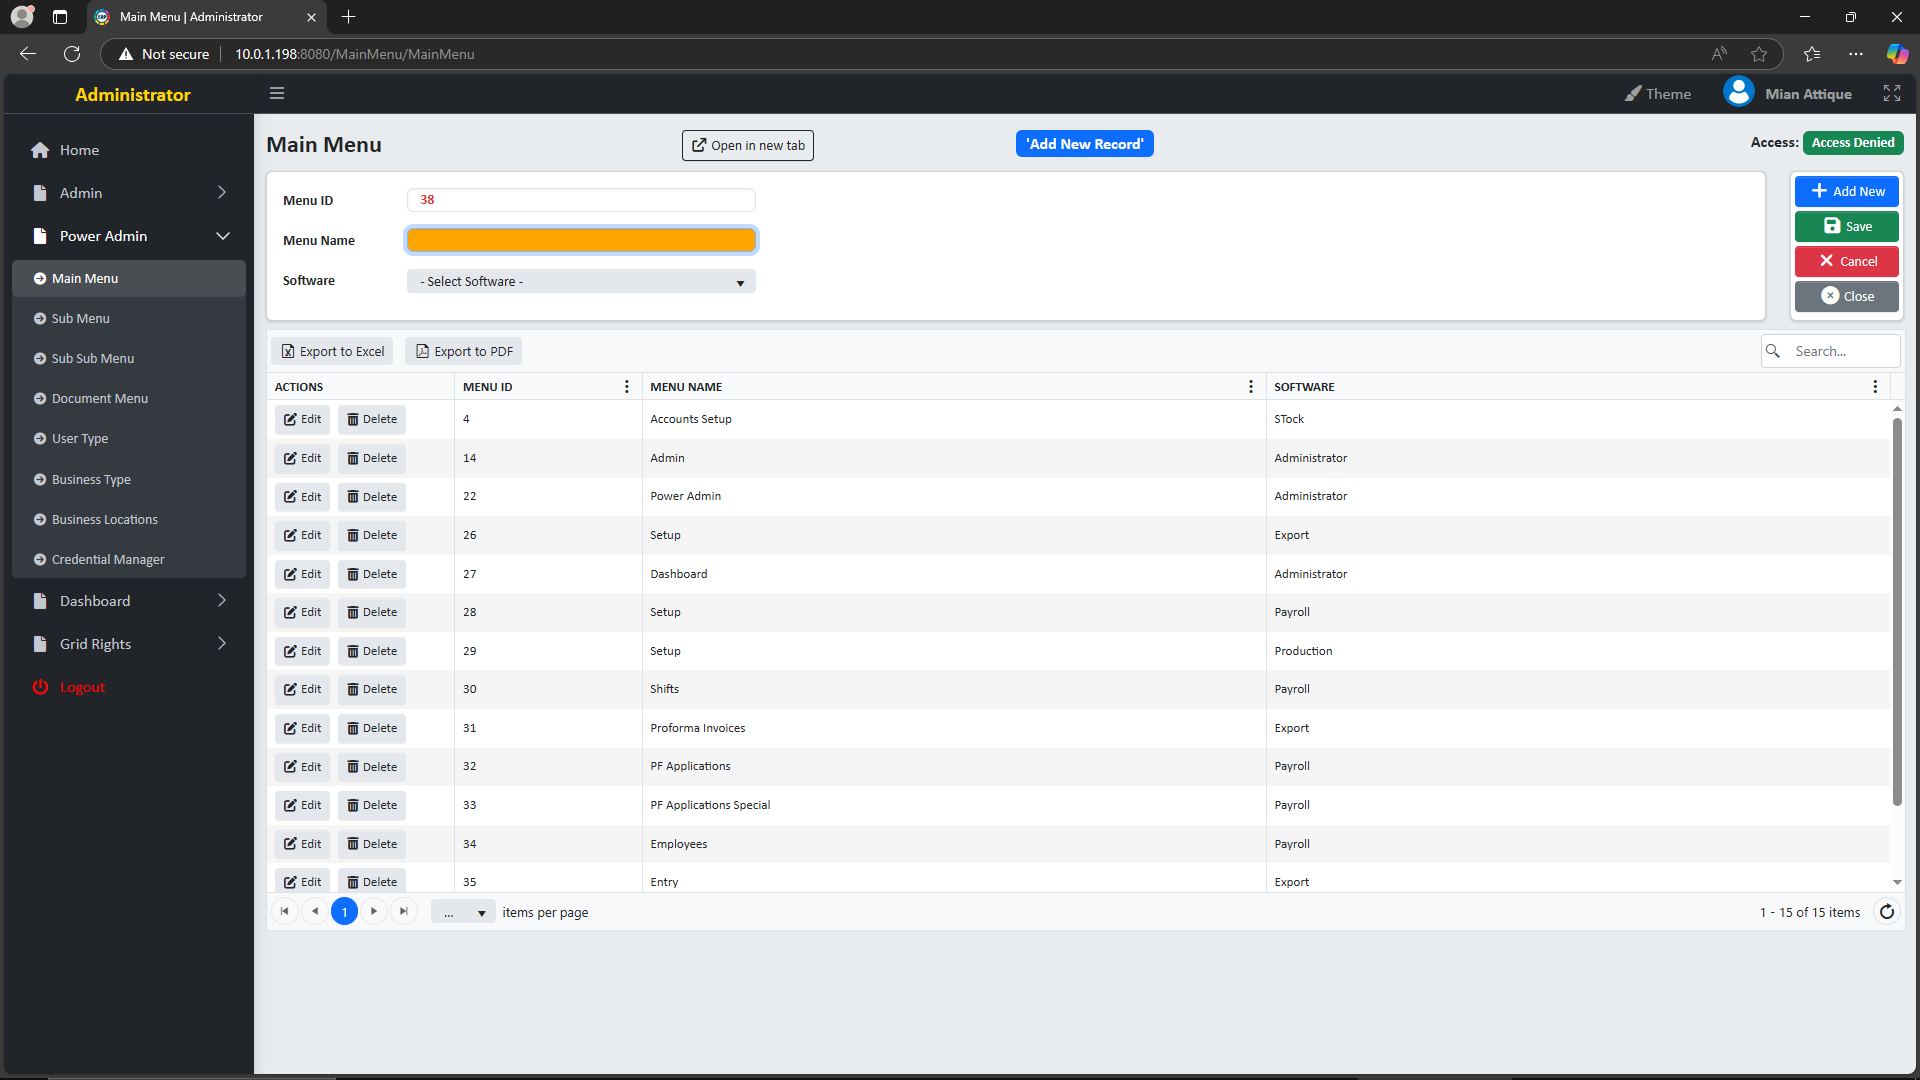 Main Menu | Administrator
Not secure
10.0.1.198:8080/MainMenu/MainMenu
Administrator
Theme
Mian Attique
Home
Admin
Power Admin
Main Menu
Sub Menu
Sub Sub Menu
Document Menu
User Type
Business Type
Business Locations
Credential Manager
Dashboard
Grid Rights
Logout
Main Menu
Open in new tab
'Add New Record'
Access: Access Denied
Menu ID 38
Menu Name
Software - Select Software -
Add New
Save
Cancel
Close
Export to Excel Export to PDF Search...
ACTIONS MENU ID MENU NAME SOFTWARE
Edit Delete 4 Accounts Setup STock
Edit Delete 14 Admin Administrator
Edit Delete 22 Power Admin Administrator
Edit Delete 26 Setup Export
Edit Delete 27 Dashboard Administrator
Edit Delete 28 Setup Payroll
Edit Delete 29 Setup Production
Edit Delete 30 Shifts Payroll
Edit Delete 31 Proforma Invoices Export
Edit Delete 32 PF Applications Payroll
Edit Delete 33 PF Applications Special Payroll
Edit Delete 34 Employees Payroll
Edit Delete 35 Entry Export
1 ... items per page 1 - 15 of 15 items